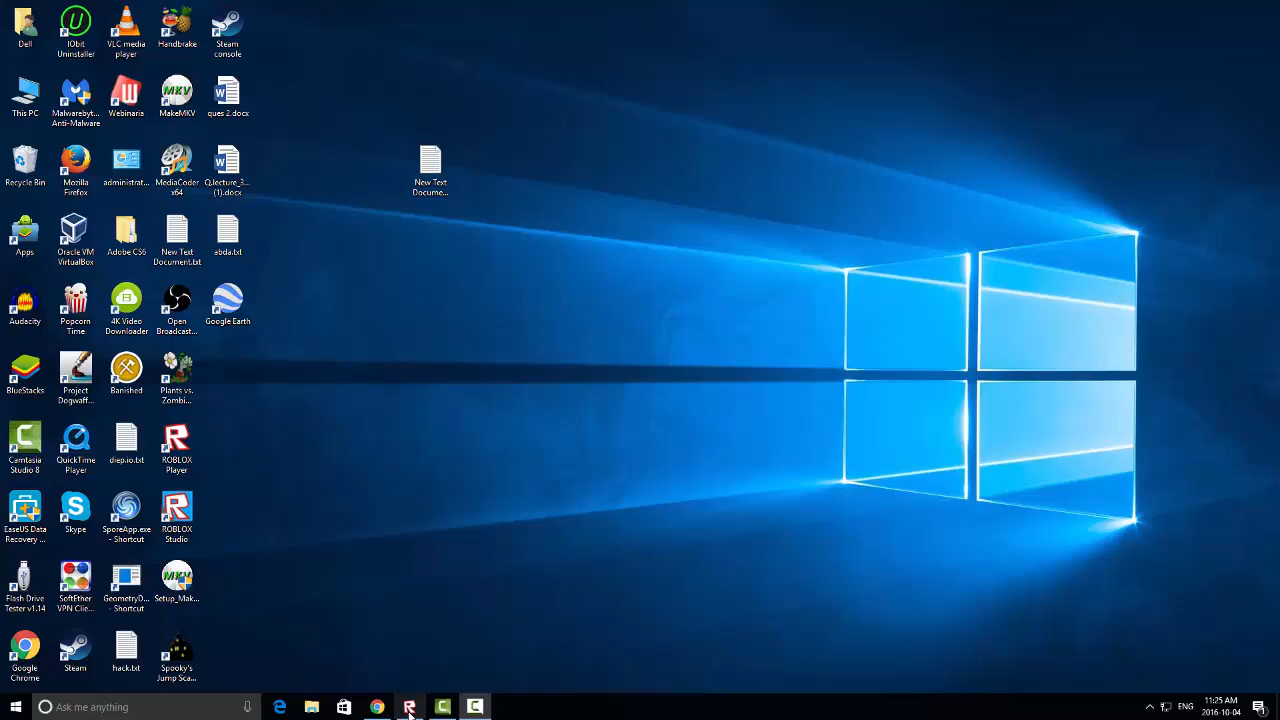 Dell
IObit
Uninstaller
VLC media
player
Handbrake
Steam
console
This PC
Malwarebyt...
Anti-Malware
Webinaria
MakeMKV
ques 2.docx
Recycle Bin
Mozilla
Firefox
administrat...
MediaCoder
x64
QLecture_3...
(1).docx
New Text
Docume...
Apps
Oracle VM
VirtualBox
Adobe CS6
New Text
Document.txt
abda.txt
Audacity
Popcorn
Time
4K Video
Downloader
Open
Broadcast...
Google Earth
BlueStacks
Project
Dogwaff...
Banished
Plants vs.
Zombi...
Camtasia
Studio 8
QuickTime
Player
diep.io.txt
ROBLOX
Player
EaseUS Data
Recovery ...
Skype
SporeApp.exe
- Shortcut
ROBLOX
Studio
Flash Drive
Tester v1.14
SoftEther
VPN Clie...
GeometryD...
- Shortcut
Setup_Mak...
Google
Chrome
Steam
hack.txt
Spooky's
Jump Sca...
Ask me anything
ENG
11:25 AM
2016-10-04